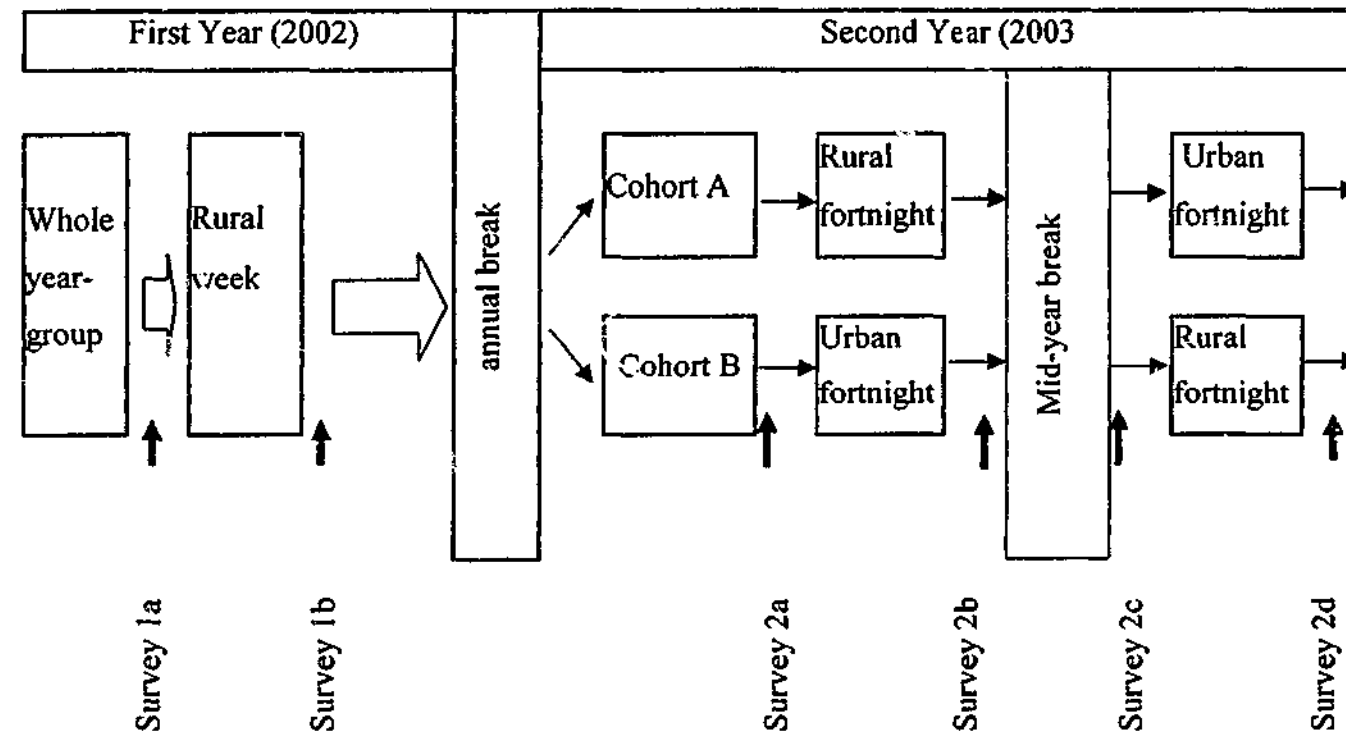 First Year (2002)
Second Year (2003
Whole
year-
group
Rural
week
annual break
Cohort A
Rural
fortnight
Cohort B
Urban
fortnight
Mid-year break
Urban
fortnight
Rural
fortnight
Survey 1a
Survey 1b
Survey 2a
Survey 2b
Survey 2c
Survey 2d